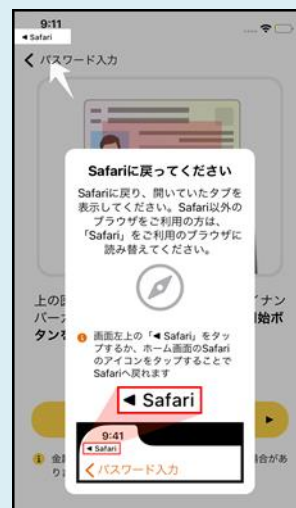 9:11
◀ Safari
パスワード入力
Safariに戻ってください
Safariに戻り、開いていたタブを
表示してください。Safari以外の
ブラウザをご利用の方は、
「Safari」をご利用のブラウザに
読み替えてください。
上の図
イナン
バー
始ボ
タンを
画面左上の「◀ Safari」をタッ
プするか、ホーム画面のSafari
のアイコンをタップすることで
Safariへ戻れます
◀ Safari
9:41
◀ Safari
パスワード入力
金
場合があ
り